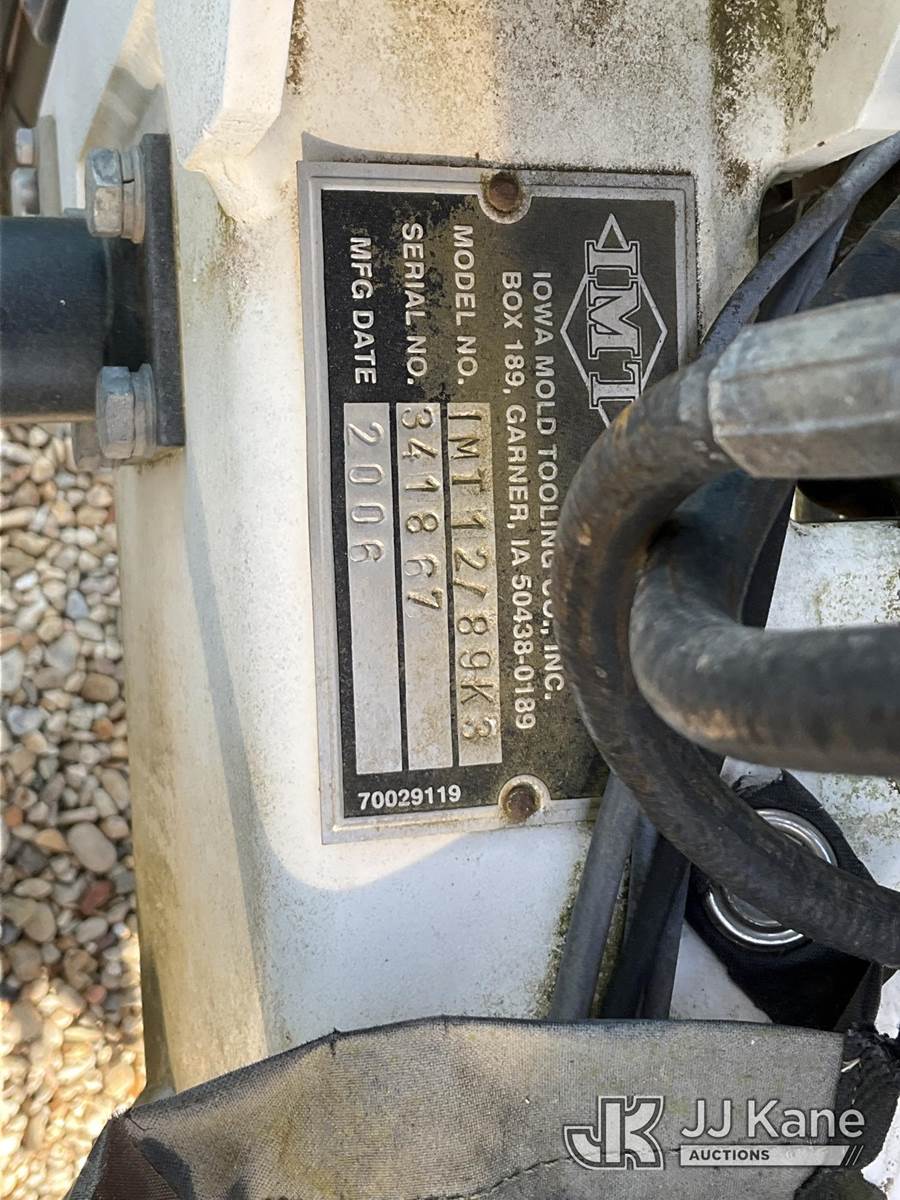 IMT
IOWA MOLD TOOLING CO., INC.
BOX 189, GARNER, IA 50438-0189
MODEL NO. IMT12/89K3
SERIAL NO. 341867
MFG DATE 2006
70029119
JK JJ Kane
AUCTIONS